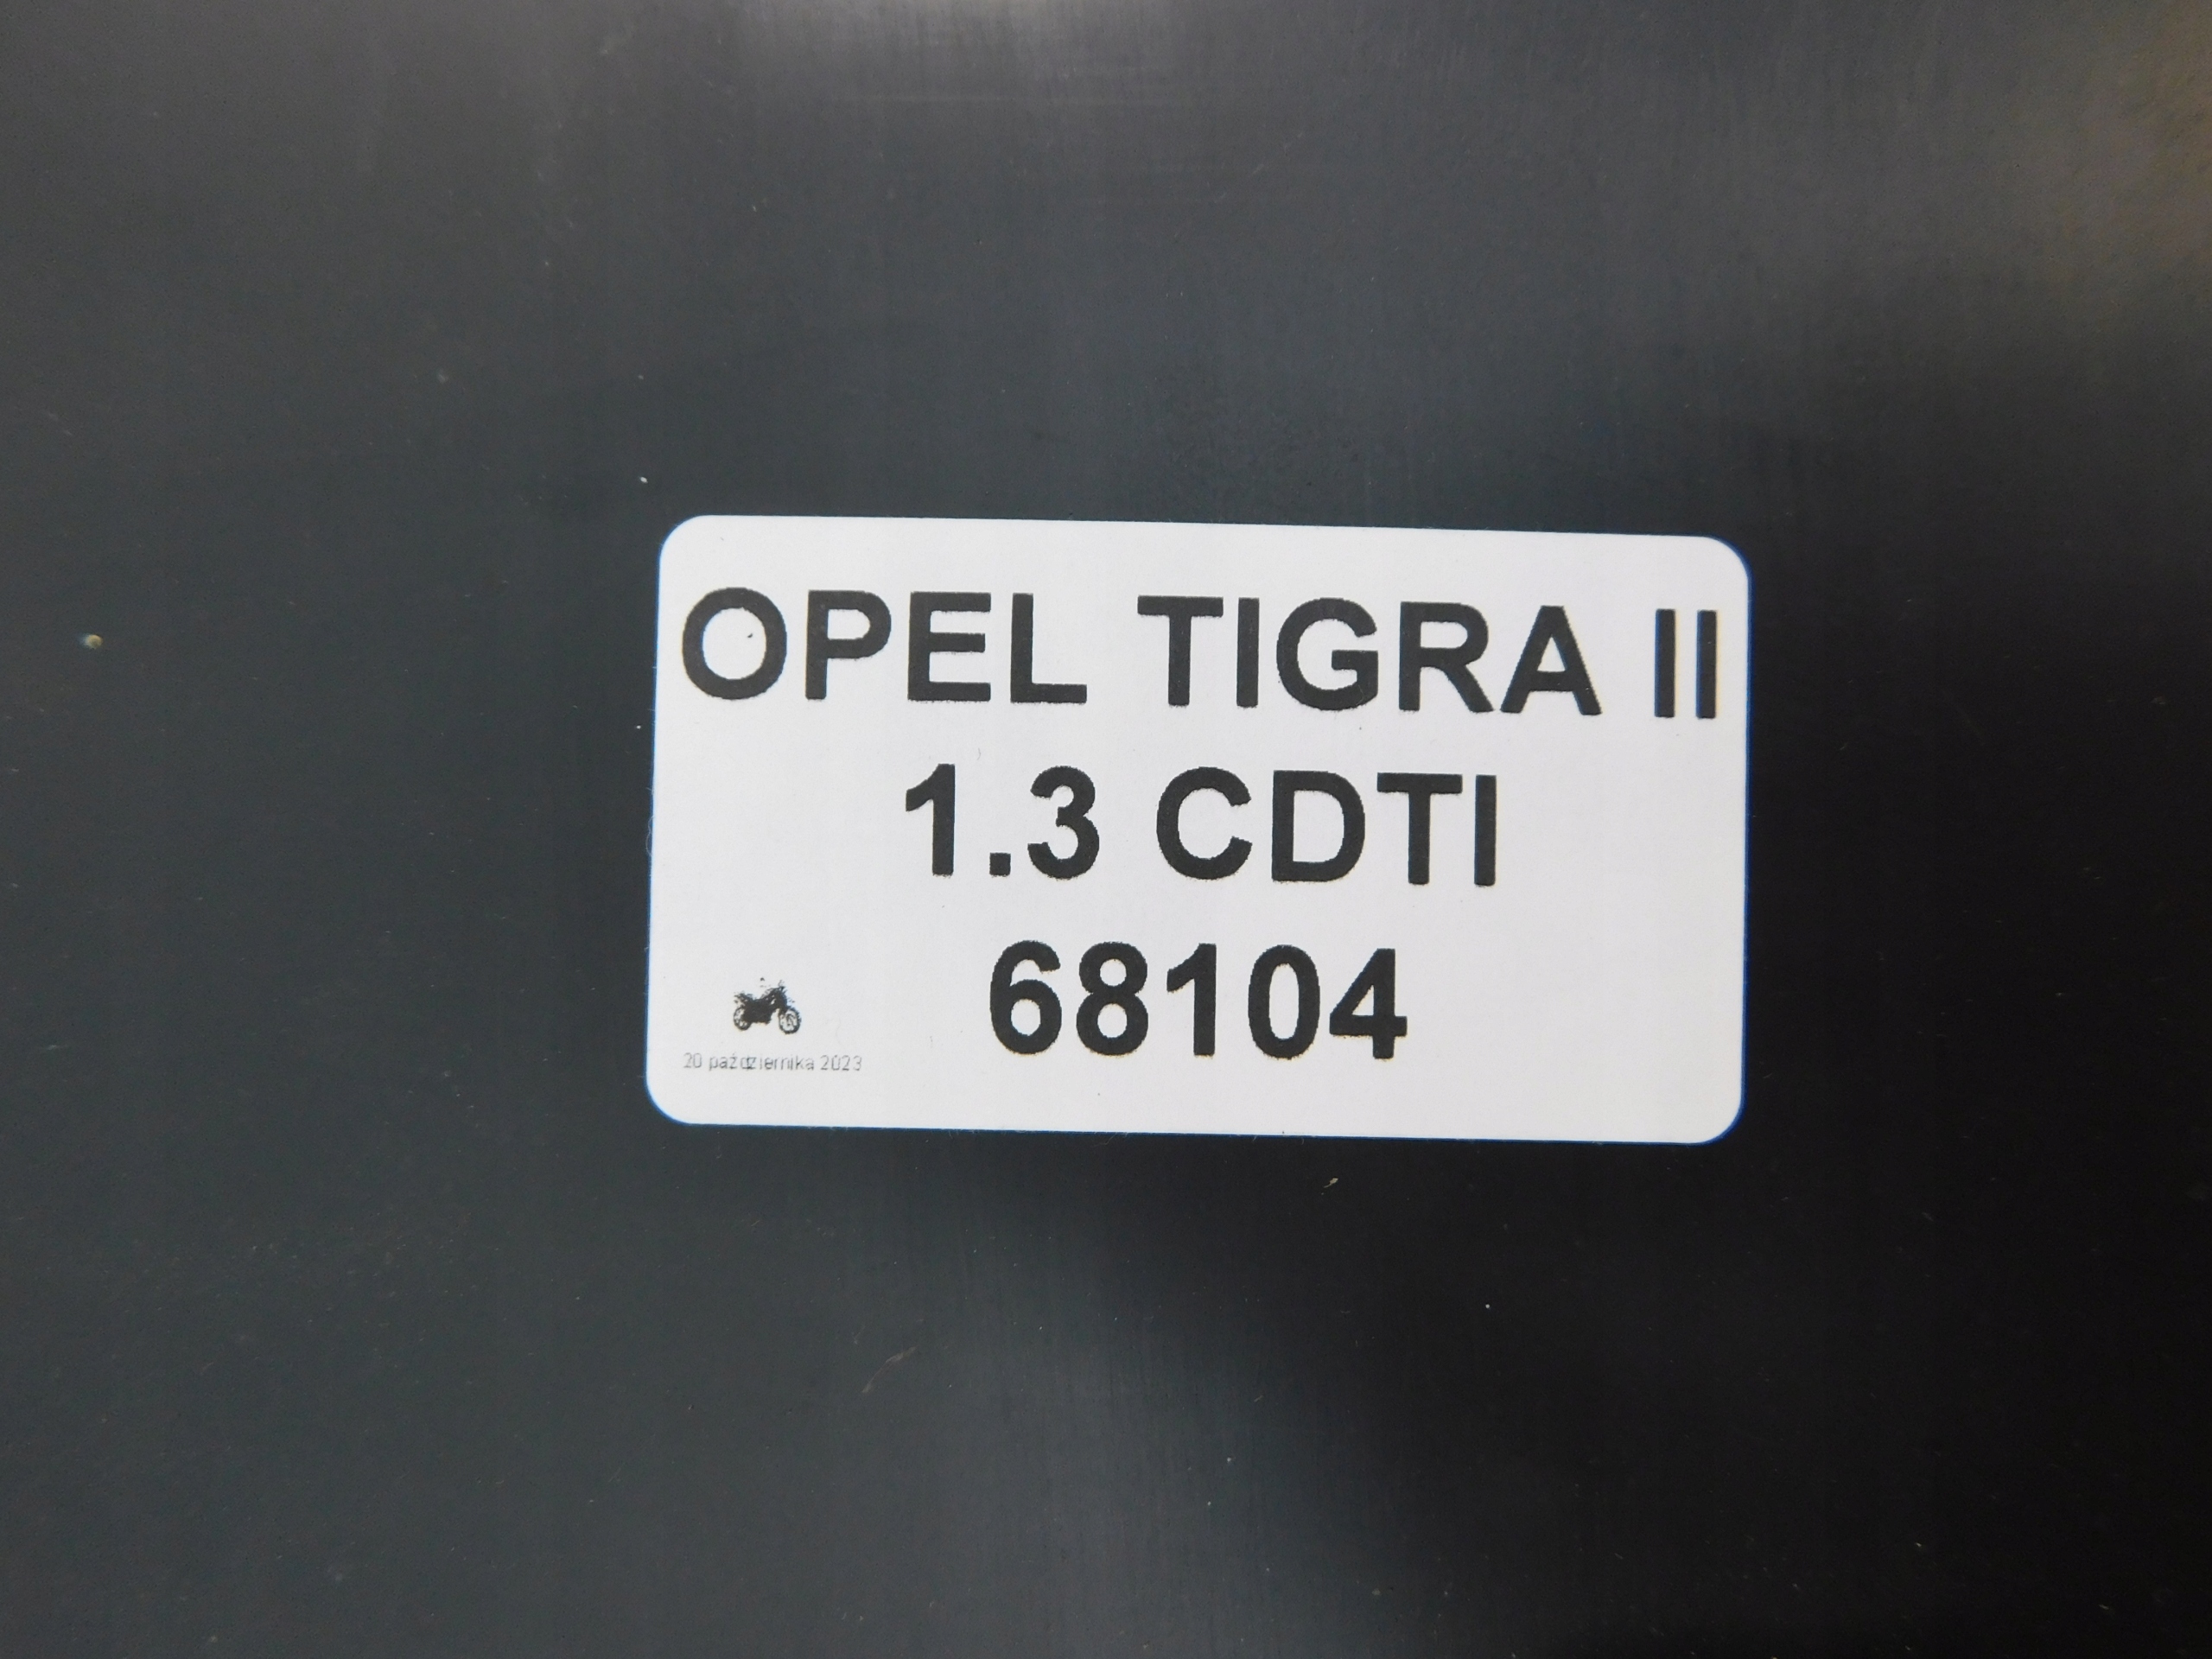 OPEL TIGRA II
1.3 CDTI
68104
20 października 2023